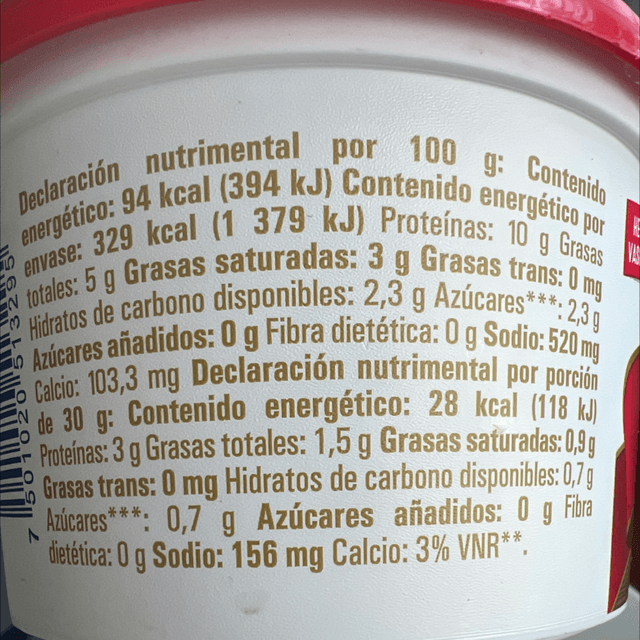 Declaración nutrimental por 100 g: Contenido
energético: 94 kcal (394 kJ) Contenido energético por
envase: 329 kcal (1 379 kJ) Proteínas: 10 g Grasas
totales: 5 g Grasas saturadas: 3 g Grasas trans: 0 mg
Hidratos de carbono disponibles: 2,3 g Azúcares***: 2,3 g
Azúcares añadidos: 0 g Fibra dietética: 0 g Sodio: 520 mg
Calcio: 103,3 mg Declaración nutrimental por porción
de 30 g: Contenido energético: 28 kcal (118 kJ)
Proteínas: 3 g Grasas totales: 1,5 g Grasas saturadas: 0,9 g
Grasas trans: 0 mg Hidratos de carbono disponibles: 0,7 g
Azúcares***: 0,7 g Azúcares añadidos: 0 g Fibra
dietética: 0 g Sodio: 156 mg Calcio: 3% VNR**.
7 501020 513295